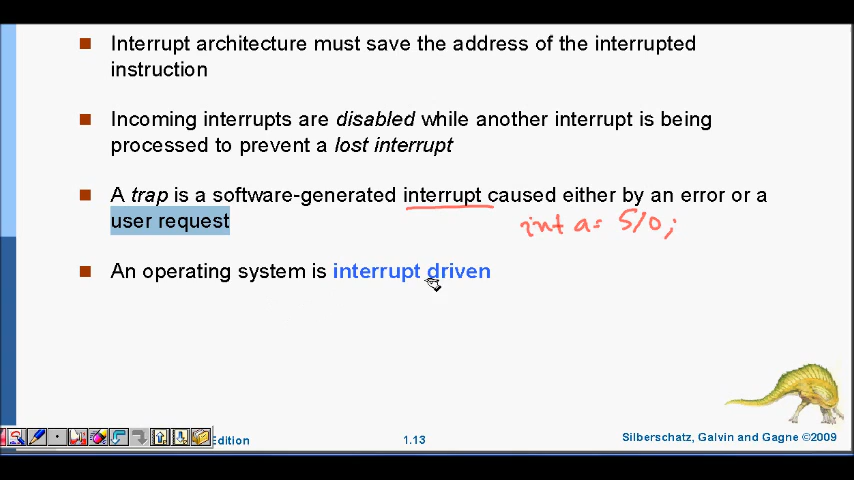 Interrupt architecture must save the address of the interrupted
instruction
Incoming interrupts are disabled while another interrupt is being
processed to prevent a lost interrupt
A trap is a software-generated interrupt caused either by an error or a
user request
int a= 5/0;
An operating system is interrupt driven
Edition
1.13
Silberschatz, Galvin and Gagne ©2009